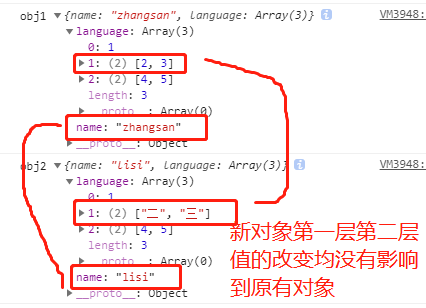 obj1 ▼{name: "zhangsan", language: Array(3)} i VM3948:
▼language: Array(3)
0: 1
▶1: (2) [2, 3]
▶2: (2) [4, 5]
length: 3
▶__proto__: Array(0)
name: "zhangsan"
▶__proto__: Object
obj2 ▼{name: "lisi", language: Array(3)} i VM3948:
▼language: Array(3)
0: 1
▶1: (2) ["二", "三"]
▶2: (2) [4, 5]
length: 3
▶__proto__: Array(0)
name: "lisi"
▶__proto__: Object
新对象第一层第二层
值的改变均没有影响
到原有对象